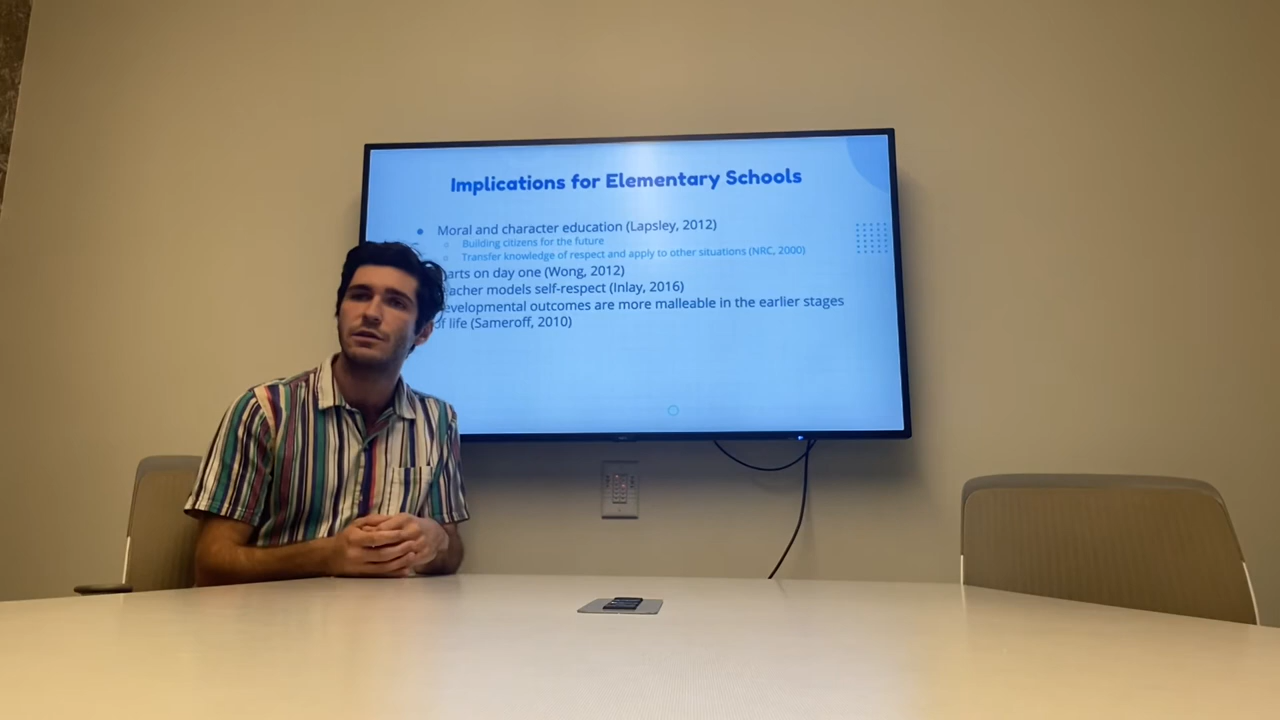 Implications for Elementary Schools
Moral and character education (Lapsley, 2012)
Building citizens for the future
Transfer knowledge of respect and apply to other situations (NRC, 2000)
arts on day one (Wong, 2012)
acher models self-respect (Inlay, 2016)
evelopmental outcomes are more malleable in the earlier stages
of life (Sameroff, 2010)